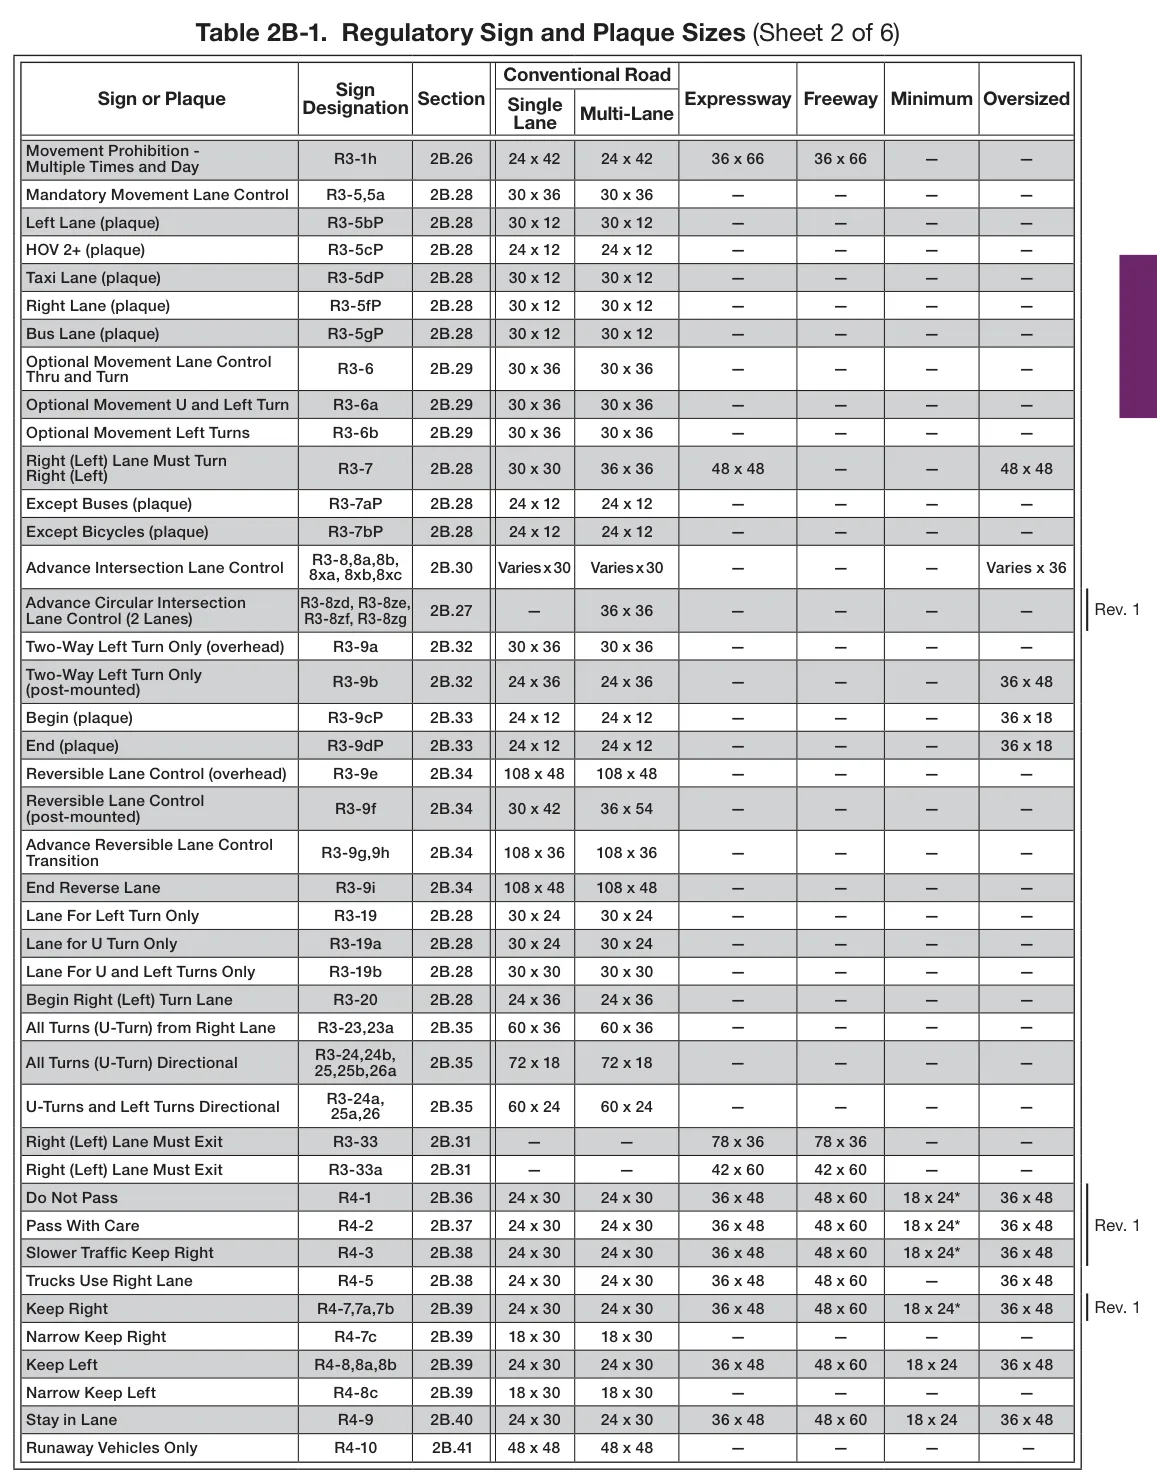 Table 2B-1. Regulatory Sign and Plaque Sizes (Sheet 2 of 6)
Sign or Plaque | Sign Designation | Section | Conventional Road | Expressway | Freeway | Minimum | Oversized
Single Lane | Multi-Lane
Movement Prohibition - Multiple Times and Day | R3-1h | 2B.26 | 24 x 42 | 24 x 42 | 36 x 66 | 36 x 66 | — | —
Mandatory Movement Lane Control | R3-5,5a | 2B.28 | 30 x 36 | 30 x 36 | — | — | — | —
Left Lane (plaque) | R3-5bP | 2B.28 | 30 x 12 | 30 x 12 | — | — | — | —
HOV 2+ (plaque) | R3-5cP | 2B.28 | 24 x 12 | 24 x 12 | — | — | — | —
Taxi Lane (plaque) | R3-5dP | 2B.28 | 30 x 12 | 30 x 12 | — | — | — | —
Right Lane (plaque) | R3-5fP | 2B.28 | 30 x 12 | 30 x 12 | — | — | — | —
Bus Lane (plaque) | R3-5gP | 2B.28 | 30 x 12 | 30 x 12 | — | — | — | —
Optional Movement Lane Control Thru and Turn | R3-6 | 2B.29 | 30 x 36 | 30 x 36 | — | — | — | —
Optional Movement U and Left Turn | R3-6a | 2B.29 | 30 x 36 | 30 x 36 | — | — | — | —
Optional Movement Left Turns | R3-6b | 2B.29 | 30 x 36 | 30 x 36 | — | — | — | —
Right (Left) Lane Must Turn Right (Left) | R3-7 | 2B.28 | 30 x 30 | 36 x 36 | 48 x 48 | — | — | 48 x 48
Except Buses (plaque) | R3-7aP | 2B.28 | 24 x 12 | 24 x 12 | — | — | — | —
Except Bicycles (plaque) | R3-7bP | 2B.28 | 24 x 12 | 24 x 12 | — | — | — | —
Advance Intersection Lane Control | R3-8,8a,8b, 8xa, 8xb,8xc | 2B.30 | Varies x 30 | Varies x 30 | — | — | — | Varies x 36
Advance Circular Intersection Lane Control (2 Lanes) | R3-8zd, R3-8ze, R3-8zf, R3-8zg | 2B.27 | — | 36 x 36 | — | — | — | — | Rev. 1
Two-Way Left Turn Only (overhead) | R3-9a | 2B.32 | 30 x 36 | 30 x 36 | — | — | — | —
Two-Way Left Turn Only (post-mounted) | R3-9b | 2B.32 | 24 x 36 | 24 x 36 | — | — | — | 36 x 48
Begin (plaque) | R3-9cP | 2B.33 | 24 x 12 | 24 x 12 | — | — | — | 36 x 18
End (plaque) | R3-9dP | 2B.33 | 24 x 12 | 24 x 12 | — | — | — | 36 x 18
Reversible Lane Control (overhead) | R3-9e | 2B.34 | 108 x 48 | 108 x 48 | — | — | — | —
Reversible Lane Control (post-mounted) | R3-9f | 2B.34 | 30 x 42 | 36 x 54 | — | — | — | —
Advance Reversible Lane Control Transition | R3-9g,9h | 2B.34 | 108 x 36 | 108 x 36 | — | — | — | —
End Reverse Lane | R3-9i | 2B.34 | 108 x 48 | 108 x 48 | — | — | — | —
Lane For Left Turn Only | R3-19 | 2B.28 | 30 x 24 | 30 x 24 | — | — | — | —
Lane for U Turn Only | R3-19a | 2B.28 | 30 x 24 | 30 x 24 | — | — | — | —
Lane For U and Left Turns Only | R3-19b | 2B.28 | 30 x 30 | 30 x 30 | — | — | — | —
Begin Right (Left) Turn Lane | R3-20 | 2B.28 | 24 x 36 | 24 x 36 | — | — | — | —
All Turns (U-Turn) from Right Lane | R3-23,23a | 2B.35 | 60 x 36 | 60 x 36 | — | — | — | —
All Turns (U-Turn) Directional | R3-24,24b, 25,25b,26a | 2B.35 | 72 x 18 | 72 x 18 | — | — | — | —
U-Turns and Left Turns Directional | R3-24a, 25a,26 | 2B.35 | 60 x 24 | 60 x 24 | — | — | — | —
Right (Left) Lane Must Exit | R3-33 | 2B.31 | — | — | 78 x 36 | 78 x 36 | — | —
Right (Left) Lane Must Exit | R3-33a | 2B.31 | — | — | 42 x 60 | 42 x 60 | — | —
Do Not Pass | R4-1 | 2B.36 | 24 x 30 | 24 x 30 | 36 x 48 | 48 x 60 | 18 x 24* | 36 x 48
Pass With Care | R4-2 | 2B.37 | 24 x 30 | 24 x 30 | 36 x 48 | 48 x 60 | 18 x 24* | 36 x 48 | Rev. 1
Slower Traffic Keep Right | R4-3 | 2B.38 | 24 x 30 | 24 x 30 | 36 x 48 | 48 x 60 | 18 x 24* | 36 x 48
Trucks Use Right Lane | R4-5 | 2B.38 | 24 x 30 | 24 x 30 | 36 x 48 | 48 x 60 | — | 36 x 48
Keep Right | R4-7,7a,7b | 2B.39 | 24 x 30 | 24 x 30 | 36 x 48 | 48 x 60 | 18 x 24* | 36 x 48 | Rev. 1
Narrow Keep Right | R4-7c | 2B.39 | 18 x 30 | 18 x 30 | — | — | — | —
Keep Left | R4-8,8a,8b | 2B.39 | 24 x 30 | 24 x 30 | 36 x 48 | 48 x 60 | 18 x 24 | 36 x 48
Narrow Keep Left | R4-8c | 2B.39 | 18 x 30 | 18 x 30 | — | — | — | —
Stay in Lane | R4-9 | 2B.40 | 24 x 30 | 24 x 30 | 36 x 48 | 48 x 60 | 18 x 24 | 36 x 48
Runaway Vehicles Only | R4-10 | 2B.41 | 48 x 48 | 48 x 48 | — | — | — | —